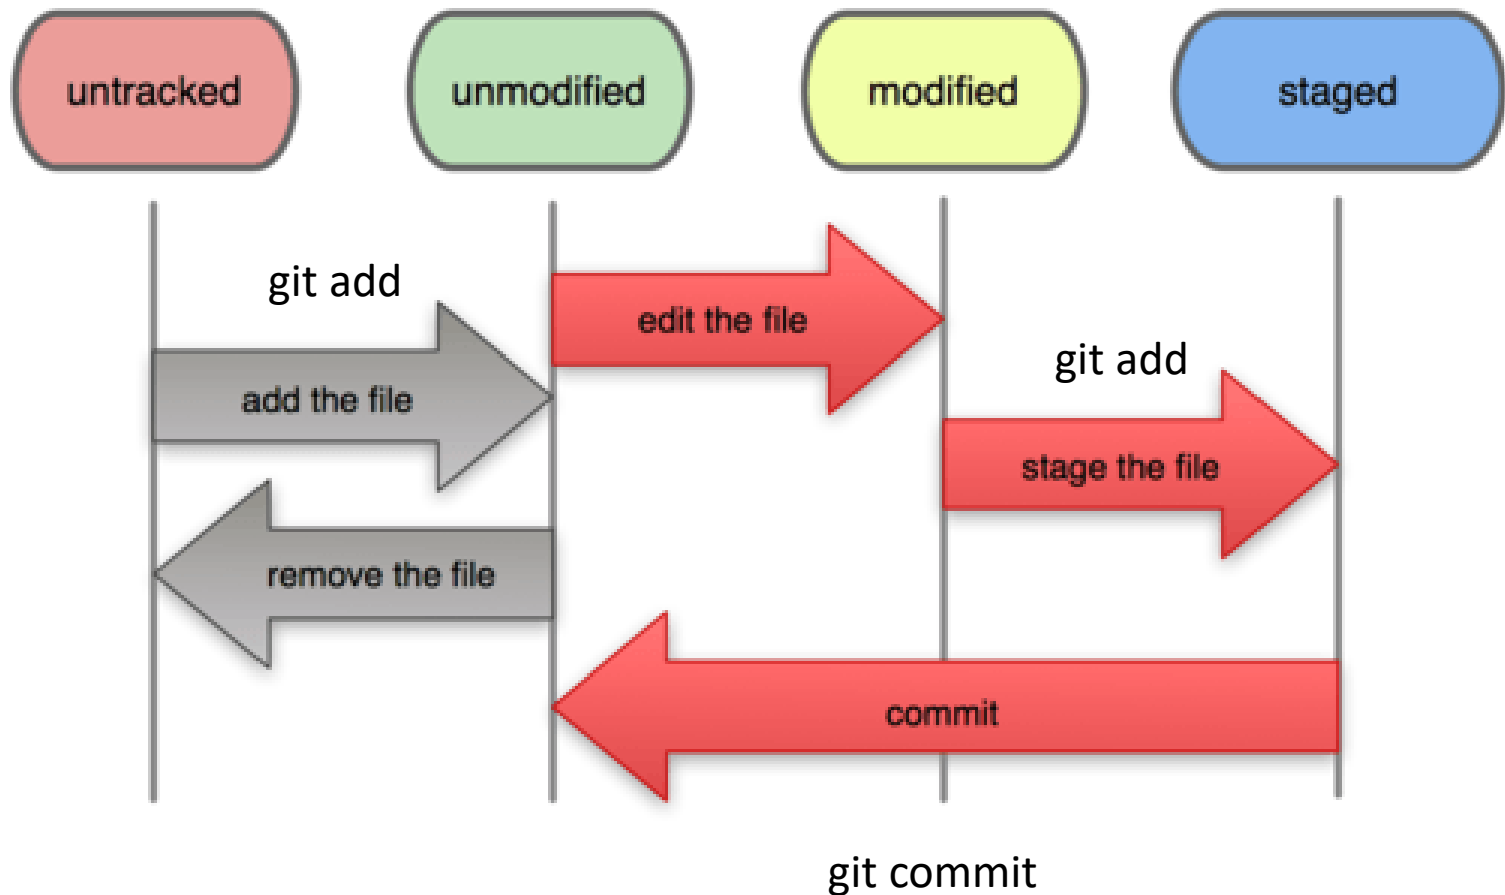 untracked
unmodified
modified
staged
git add
edit the file
git add
add the file
stage the file
remove the file
commit
git commit